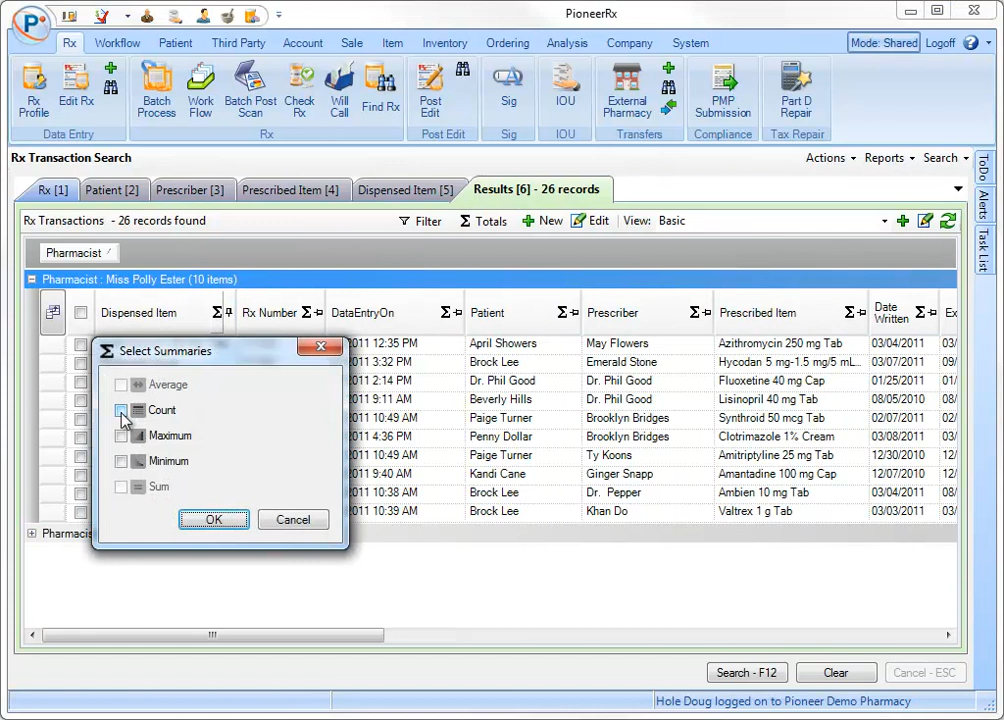 PioneerRx
Rx Workflow Patient Third Party Account Sale Item Inventory Ordering Analysis Company System Mode: Shared Logoff
Rx Profile
Edit Rx
Batch Process
Work Flow
Batch Post Scan
Check Rx
Will Call
Find Rx
Post Edit
Sig
IOU
External Pharmacy
PMP Submission
Part D Repair
Data Entry Rx Post Edit Sig IOU Transfers Compliance Tax Repair
Rx Transaction Search Actions Reports Search
Rx [1] Patient [2] Prescriber [3] Prescribed Item [4] Dispensed Item [5] Results [6] - 26 records
Rx Transactions - 26 records found Filter Σ Totals New Edit View: Basic
Pharmacist
Pharmacist : Miss Polly Ester (10 items)
Dispensed Item Σ Rx Number Σ DataEntryOn Σ Patient Σ Prescriber Σ Prescribed Item Σ Date Written Σ Ex
2011 12:35 PM April Showers May Flowers Azithromycin 250 mg Tab 03/04/2011 03/
2011 3:32 PM Brock Lee Emerald Stone Hycodan 5 mg-1.5 mg/5 mL... 03/07/2011 03/
2011 2:14 PM Dr. Phil Good Dr. Phil Good Fluoxetine 40 mg Cap 01/25/2011 03/
2011 9:11 AM Beverly Hills Dr. Phil Good Lisinopril 40 mg Tab 08/05/2010 03/
2011 10:49 AM Paige Turner Brooklyn Bridges Synthroid 50 mcg Tab 03/02/2011 03/
2011 4:36 PM Penny Dollar Brooklyn Bridges Clotrimazole 1% Cream 03/08/2011 03/
2011 10:49 AM Paige Turner Ty Koons Amitriptyline 25 mg Tab 12/30/2010 12/
2011 9:40 AM Kandi Cane Ginger Snapp Amantadine 100 mg Cap 12/07/2010 12/
2011 10:38 AM Brock Lee Dr. Pepper Ambien 10 mg Tab 03/04/2011 03/
2011 10:39 AM Brock Lee Khan Do Valtrex 1 g Tab 03/03/2011 03/
Pharmacis
Σ Select Summaries
Average
Count
Maximum
Minimum
Sum
OK Cancel
ToDo
Alerts
Task List
Search - F12 Clear Cancel - ESC
Hole Doug logged on to Pioneer Demo Pharmacy